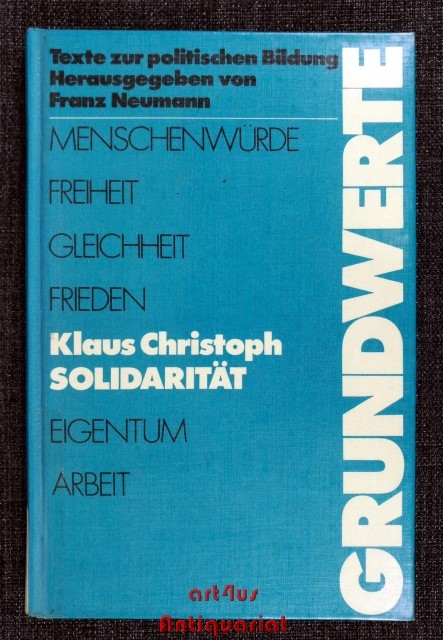 Texte zur politischen Bildung
Herausgegeben von
Franz Neumann
MENSCHENWÜRDE
FREIHEIT
GLEICHHEIT
FRIEDEN
Klaus Christoph
SOLIDARITÄT
EIGENTUM
ARBEIT
GRUNDWERTE
art4us
Antiquariat